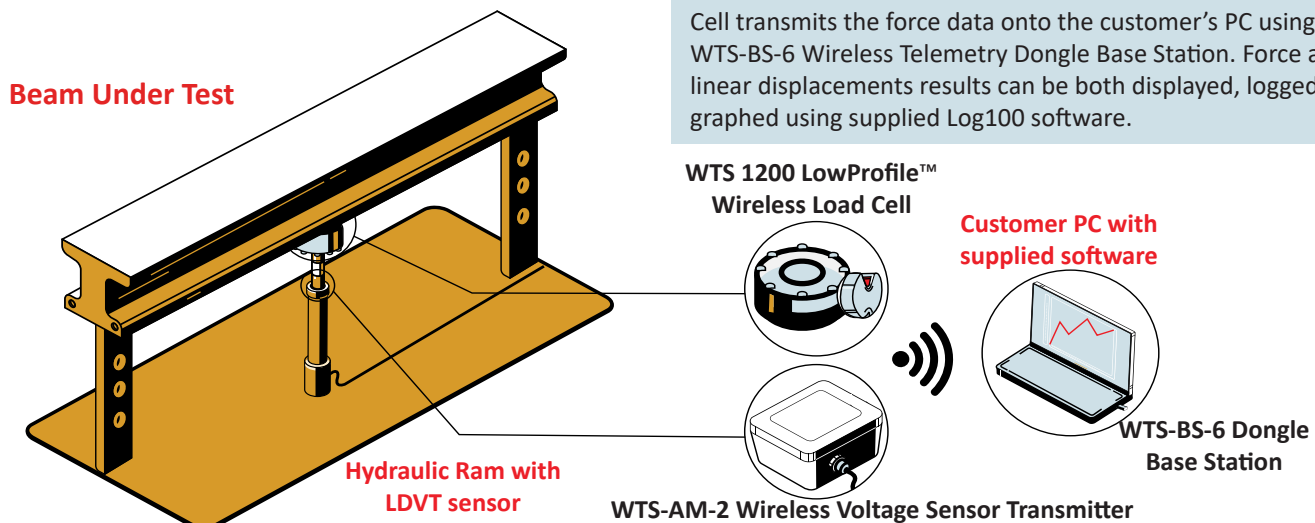 Cell transmits the force data onto the customer's PC using
WTS-BS-6 Wireless Telemetry Dongle Base Station. Force
linear displacements results can be both displayed, logged
graphed using supplied Log100 software.
Beam Under Test
WTS 1200 LowProfile™
Wireless Load Cell
Customer PC with
supplied software
WTS-BS-6 Dongle
Base Station
Hydraulic Ram with
LDVT sensor
WTS-AM-2 Wireless Voltage Sensor Transmitter